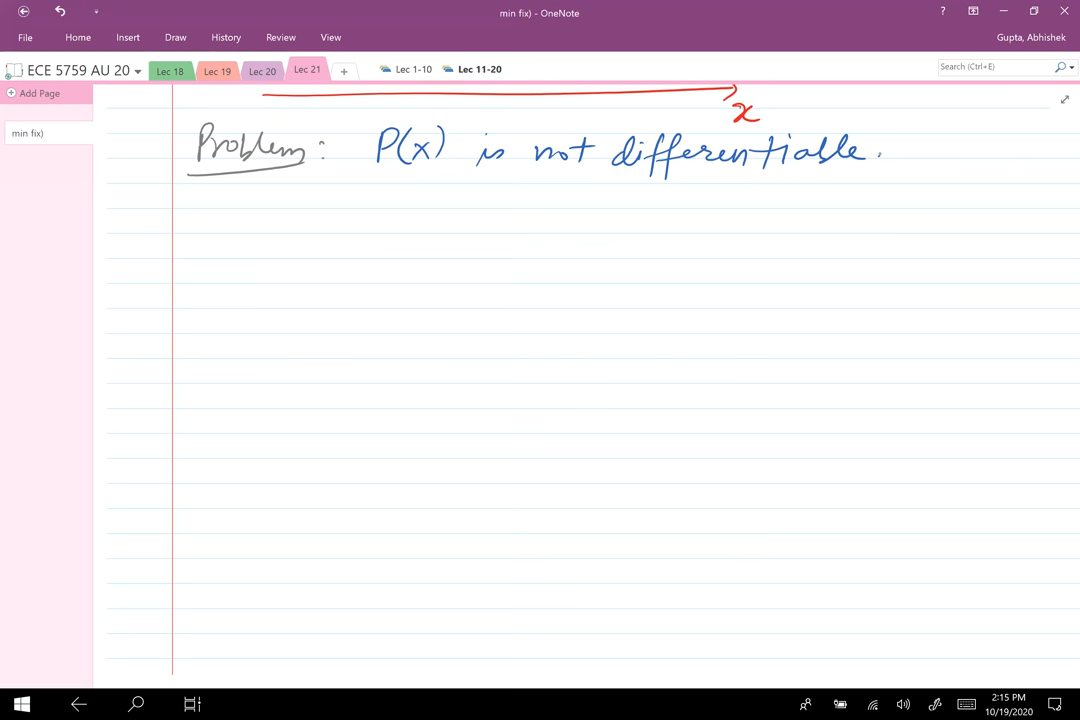 min fix) - OneNote
?
File Home Insert Draw History Review View
Gupta, Abhishek
ECE 5759 AU 20 Lec 18 Lec 19 Lec 20 Lec 21 + Lec 1-10 Lec 11-20
Search (Ctrl+E)
+ Add Page
min fix)
x
Problem: P(x) is not differentiable.
2:15 PM
10/19/2020